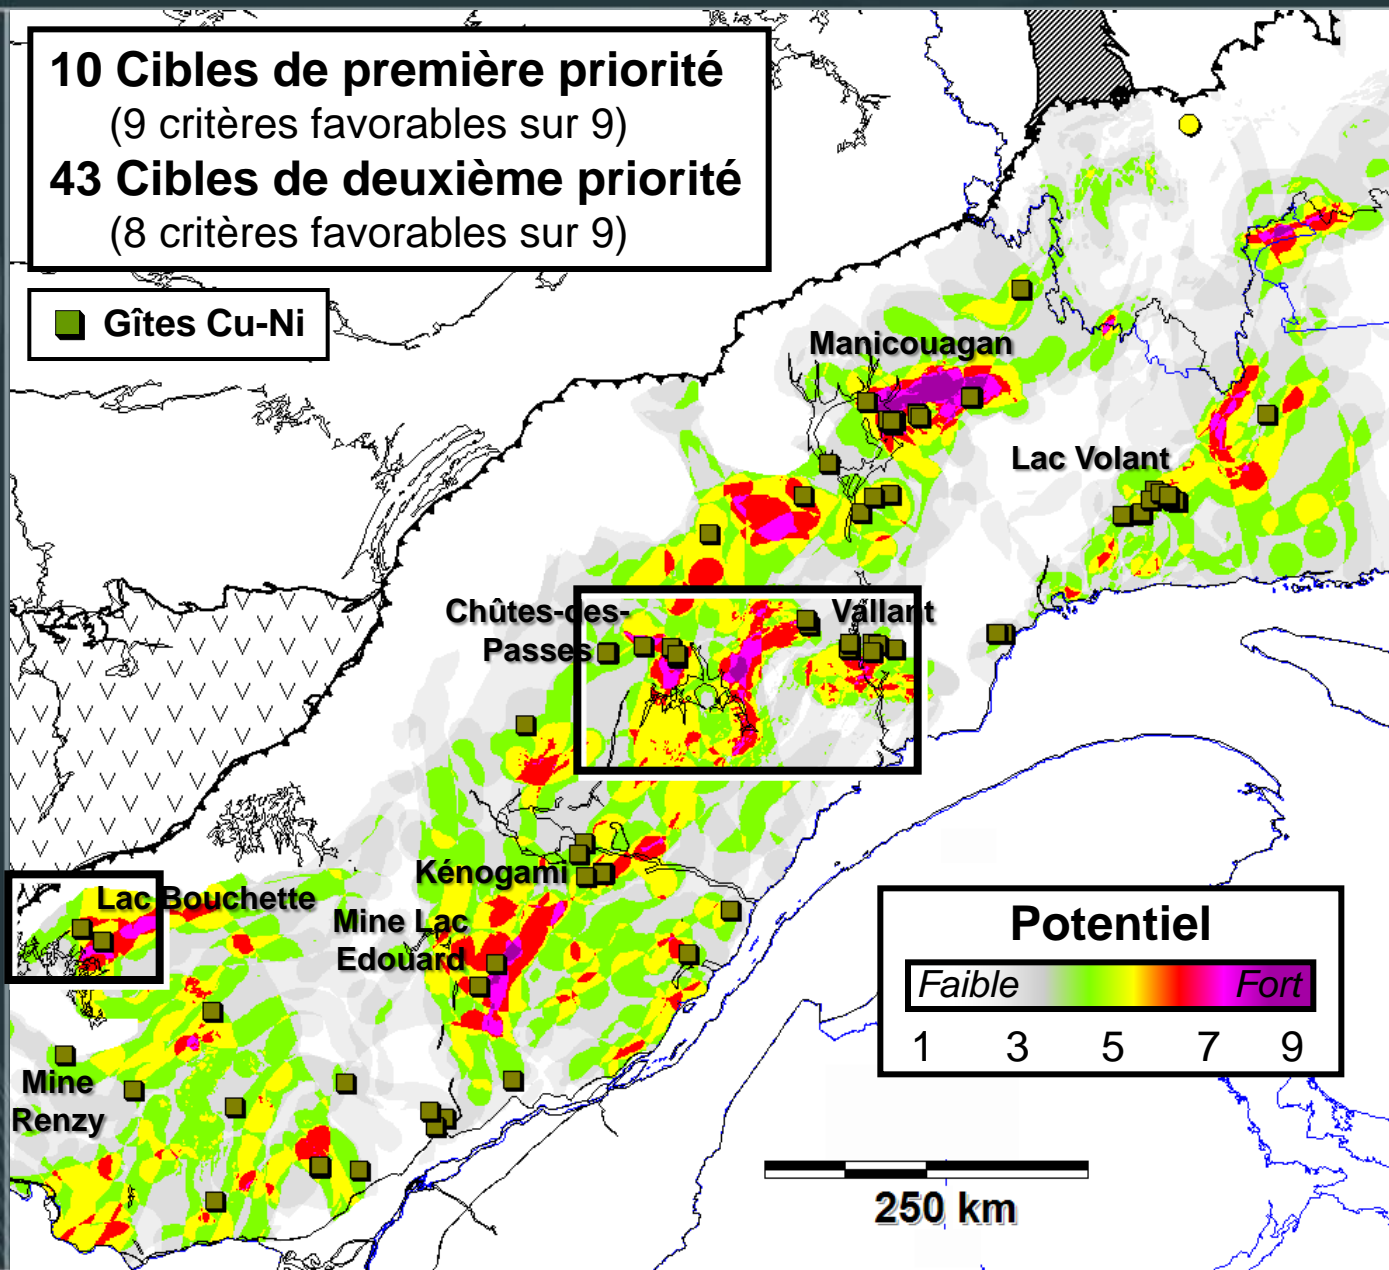 10 Cibles de première priorité
(9 critères favorables sur 9)
43 Cibles de deuxième priorité
(8 critères favorables sur 9)
Gîtes Cu-Ni
Manicouagan
Lac Volant
Chûtes-des-
Passes
Vallant
Kénogami
Lac Bouchette
Mine Lac
Edouard
Mine
Renzy
Potentiel
Faible Fort
1 3 5 7 9
250 km